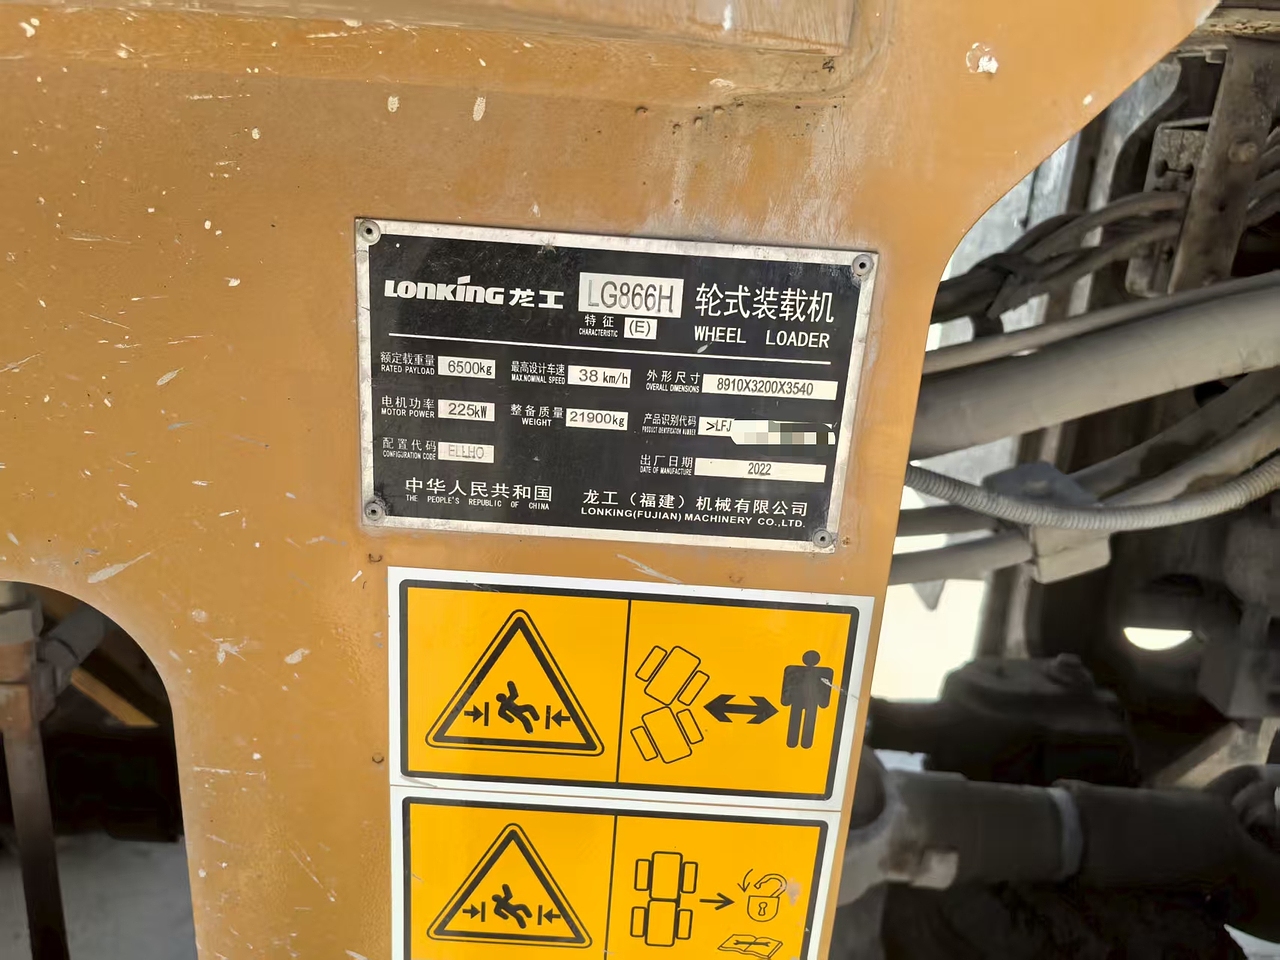 LONKING 龙工 LG866H 轮式装载机
特征 (E) WHEEL LOADER
CHARACTERISTIC
额定载重量 6500kg 最高设计车速 38 km/h 外形尺寸 8910X3200X3540
RATED PAYLOAD MAX.NOMINAL SPEED OVERALL DIMENSIONS
电机功率 225kW 整备质量 21900kg 产品识别代码 >LFJ
MOTOR POWER WEIGHT PRODUCT IDENTIFICATION NUMBER
配置代码 出厂日期 2022
CONFIGURATION CODE DATE OF MANUFACTURE
中华人民共和国 龙工（福建）机械有限公司
THE PEOPLE'S REPUBLIC OF CHINA LONKING(FUJIAN) MACHINERY CO.,LTD.